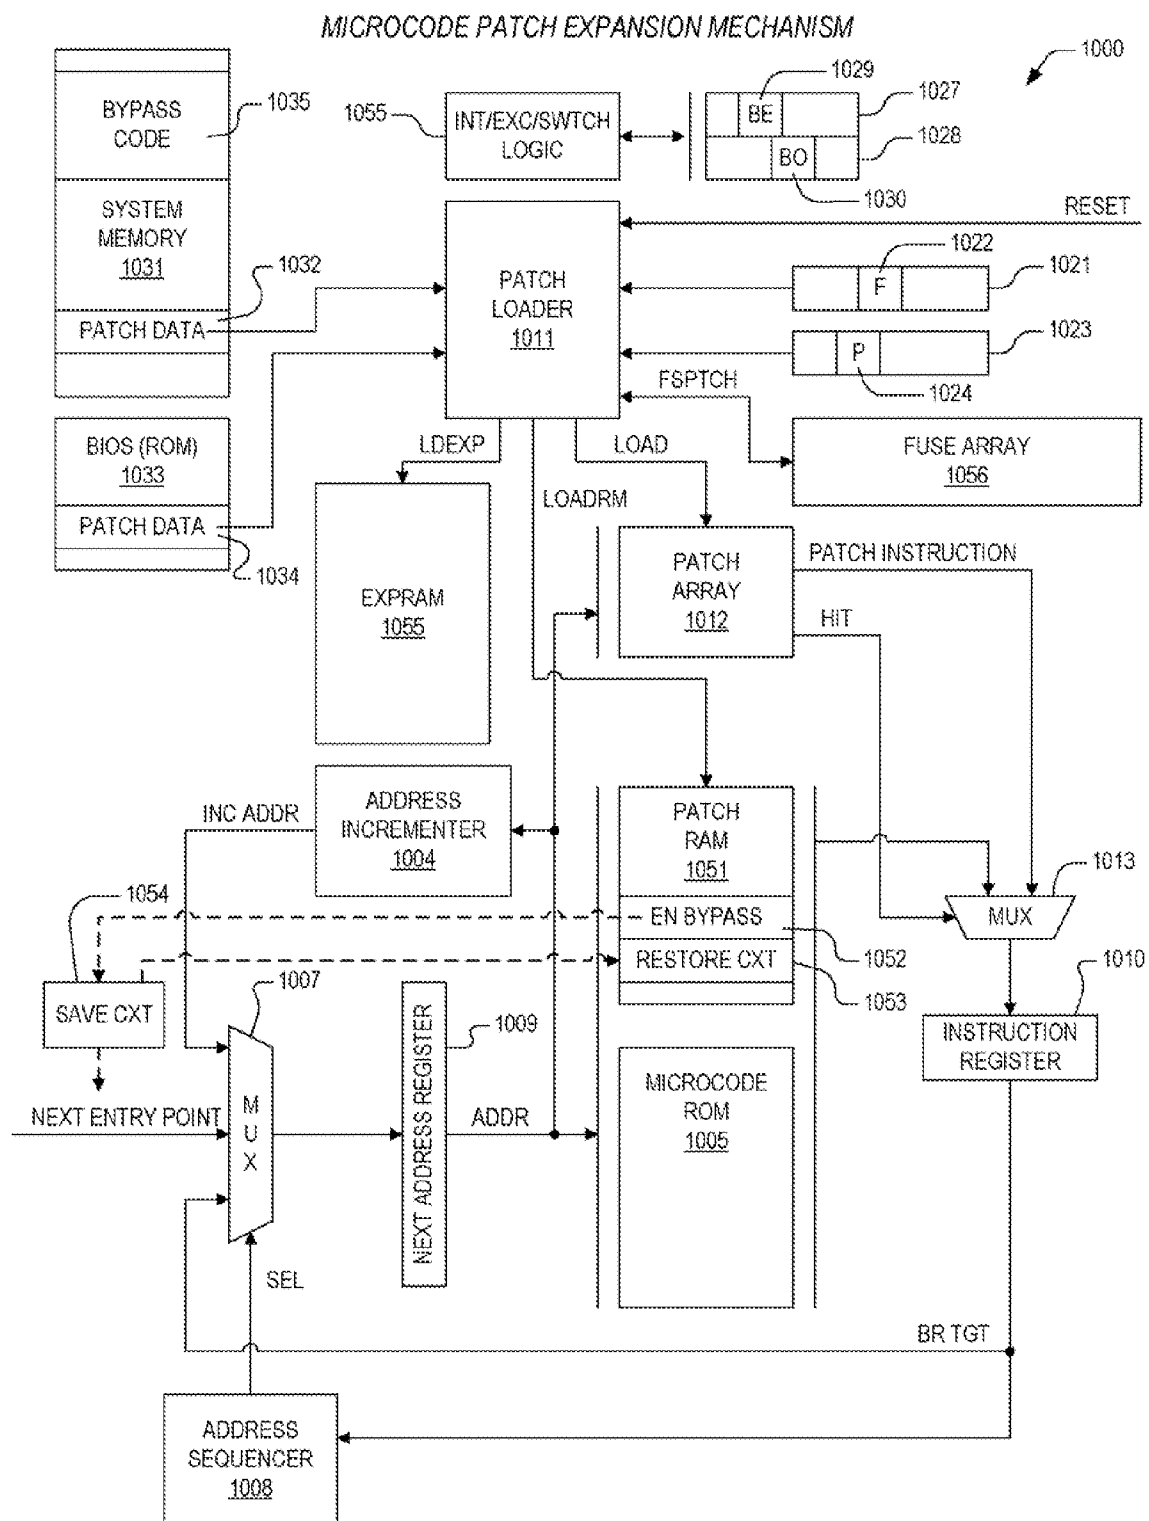 MICROCODE PATCH EXPANSION MECHANISM
1000
BYPASS
CODE
1035
SYSTEM
MEMORY
1031
1032
PATCH DATA
BIOS (ROM)
1033
PATCH DATA
1034
1055
INT/EXC/SWTCH
LOGIC
1029
BE
1027
1028
BO
1030
RESET
PATCH
LOADER
1011
1022
F
1021
P
1023
1024
FSPTCH
FUSE ARRAY
1056
LDEXP
LOAD
LOADRM
EXPRAM
1055
PATCH
ARRAY
1012
PATCH INSTRUCTION
HIT
INC ADDR
ADDRESS
INCREMENTER
1004
PATCH
RAM
1051
EN BYPASS
1052
RESTORE CXT
1053
1013
MUX
1054
SAVE CXT
1007
MUX
1009
NEXT ADDRESS REGISTER
1010
INSTRUCTION
REGISTER
NEXT ENTRY POINT
ADDR
MICROCODE
ROM
1005
SEL
BR TGT
ADDRESS
SEQUENCER
1008